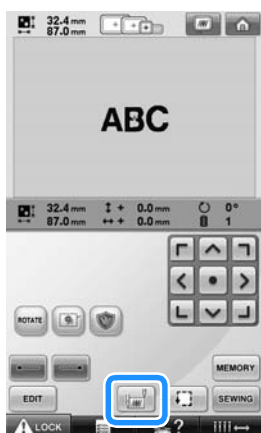 32.4 mm
87.0 mm
ABC
32.4 mm 0.0 mm 0°
87.0 mm 0.0 mm 1
ROTATE
MEMORY
EDIT
SEWING
LOCK ?